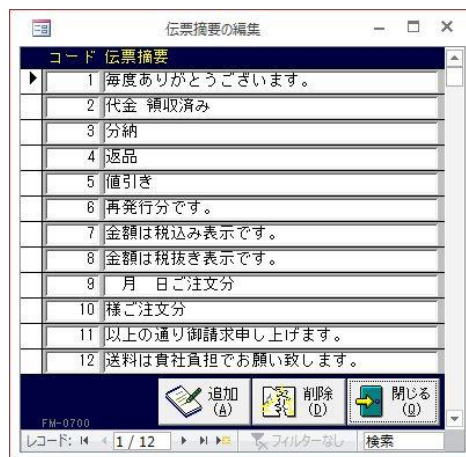 伝票摘要の編集
コード 伝票摘要
1 毎度ありがとうございます。
2 代金 領収済み
3 分納
4 返品
5 値引き
6 再発行分です。
7 金額は税込み表示です。
8 金額は税抜き表示です。
9 　月　日ご注文分
10 様ご注文分
11 以上の通り御請求申し上げます。
12 送料は貴社負担でお願い致します。
追加(A) 削除(D) 閉じる(Q)
FM-0700
レコード: 1 / 12 フィルターなし 検索